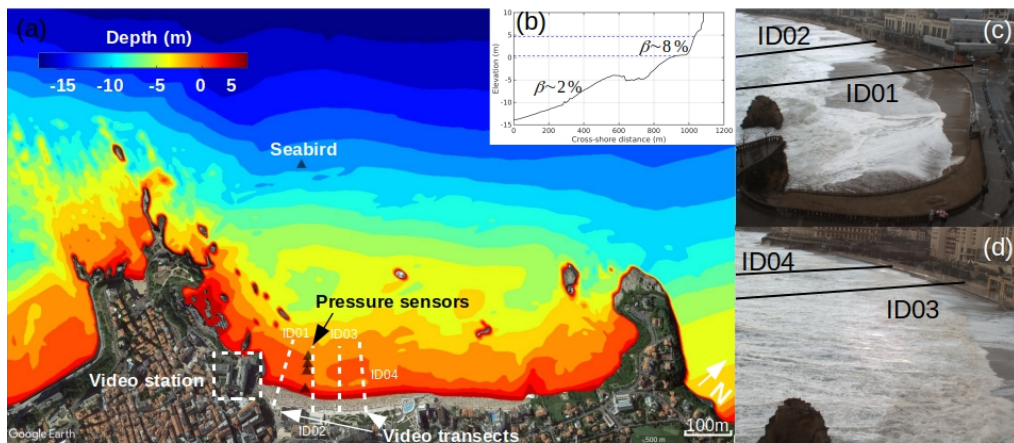 (a)
Depth (m)
-15 -10 -5 0 5
Seabird
Pressure sensors
ID01
ID03
ID04
Video station
ID02
Video transects
N
100m
Google Earth
500 m
(b)
Elevation (m)
10
5
0
-5
-10
-15
β~8 %
β~2 %
0 200 400 600 800 1000 1200
Cross-shore distance (m)
(c)
ID02
ID01
(d)
ID04
ID03